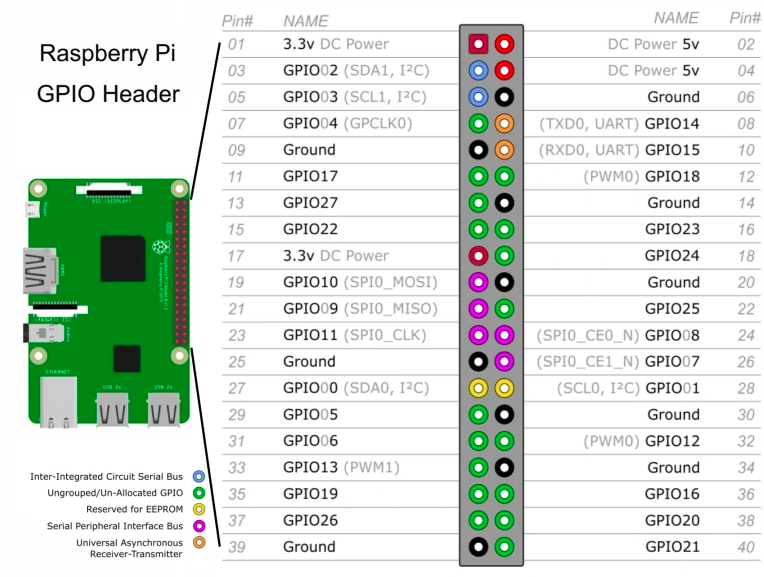 Raspberry Pi
GPIO Header
Pin# NAME NAME Pin#
01 3.3v DC Power DC Power 5v 02
03 GPIO02 (SDA1, I²C) DC Power 5v 04
05 GPIO03 (SCL1, I²C) Ground 06
07 GPIO04 (GPCLK0) (TXD0, UART) GPIO14 08
09 Ground (RXD0, UART) GPIO15 10
11 GPIO17 (PWM0) GPIO18 12
13 GPIO27 Ground 14
15 GPIO22 GPIO23 16
17 3.3v DC Power GPIO24 18
19 GPIO10 (SPI0_MOSI) Ground 20
21 GPIO09 (SPI0_MISO) GPIO25 22
23 GPIO11 (SPI0_CLK) (SPI0_CE0_N) GPIO08 24
25 Ground (SPI0_CE1_N) GPIO07 26
27 GPIO00 (SDA0, I²C) (SCL0, I²C) GPIO01 28
29 GPIO05 Ground 30
31 GPIO06 (PWM0) GPIO12 32
33 GPIO13 (PWM1) Ground 34
35 GPIO19 GPIO16 36
37 GPIO26 GPIO20 38
39 Ground GPIO21 40
DSI (DISPLAY)
Power
HDMI
Audio
ETHERNET
USB 2x
USB 2x
Inter-Integrated Circuit Serial Bus
Ungrouped/Un-Allocated GPIO
Reserved for EEPROM
Serial Peripheral Interface Bus
Universal Asynchronous
Receiver-Transmitter